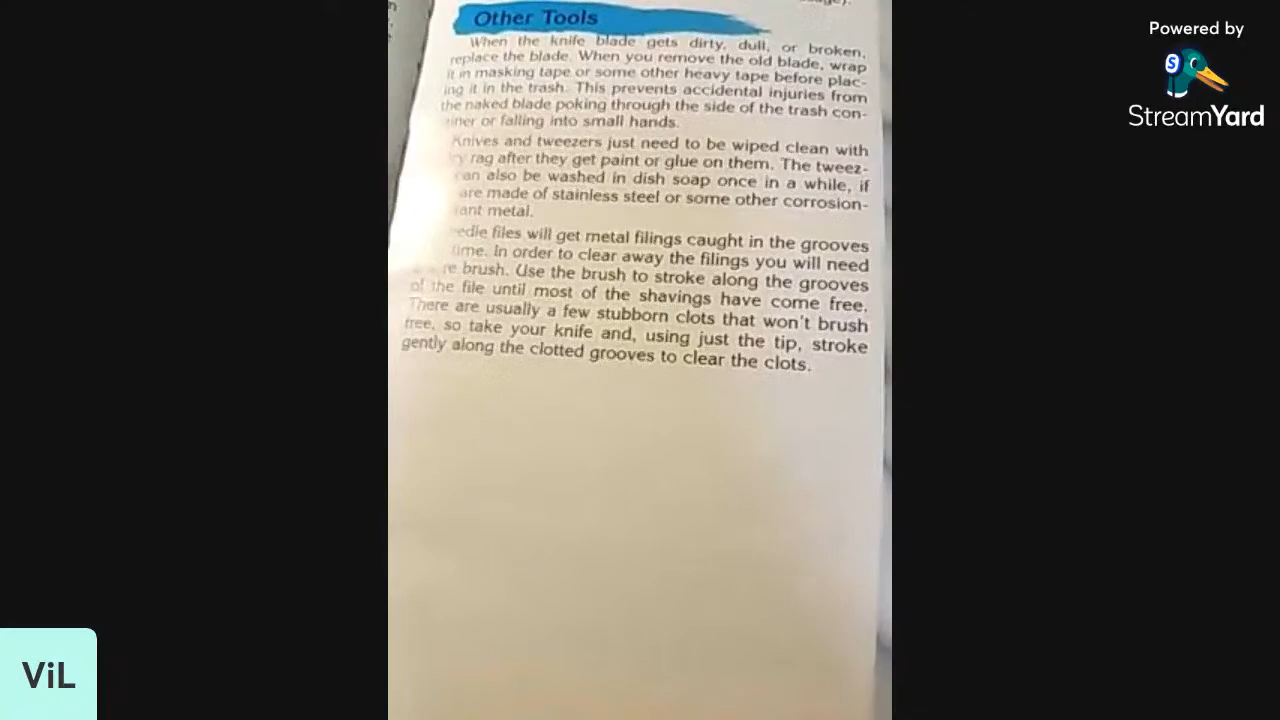 Other Tools
When the knife blade gets dirty, dull, or broken,
replace the blade. When you remove the old blade, wrap
it in masking tape or some other heavy tape before plac-
ing it in the trash. This prevents accidental injuries from
the naked blade poking through the side of the trash con-
or falling into small hands.
Knives and tweezers just need to be wiped clean with
rag after they get paint or glue on them. The tweez-
can also be washed in dish soap once in a while, if
are made of stainless steel or some other corrosion-
metal.
files will get metal filings caught in the grooves
time. In order to clear away the filings you will need
brush. Use the brush to stroke along the grooves
of the file until most of the shavings have come free.
There are usually a few stubborn clots that won't brush
free, so take your knife and, using just the tip, stroke
gently along the clotted grooves to clear the clots.
Powered by
StreamYard
ViL